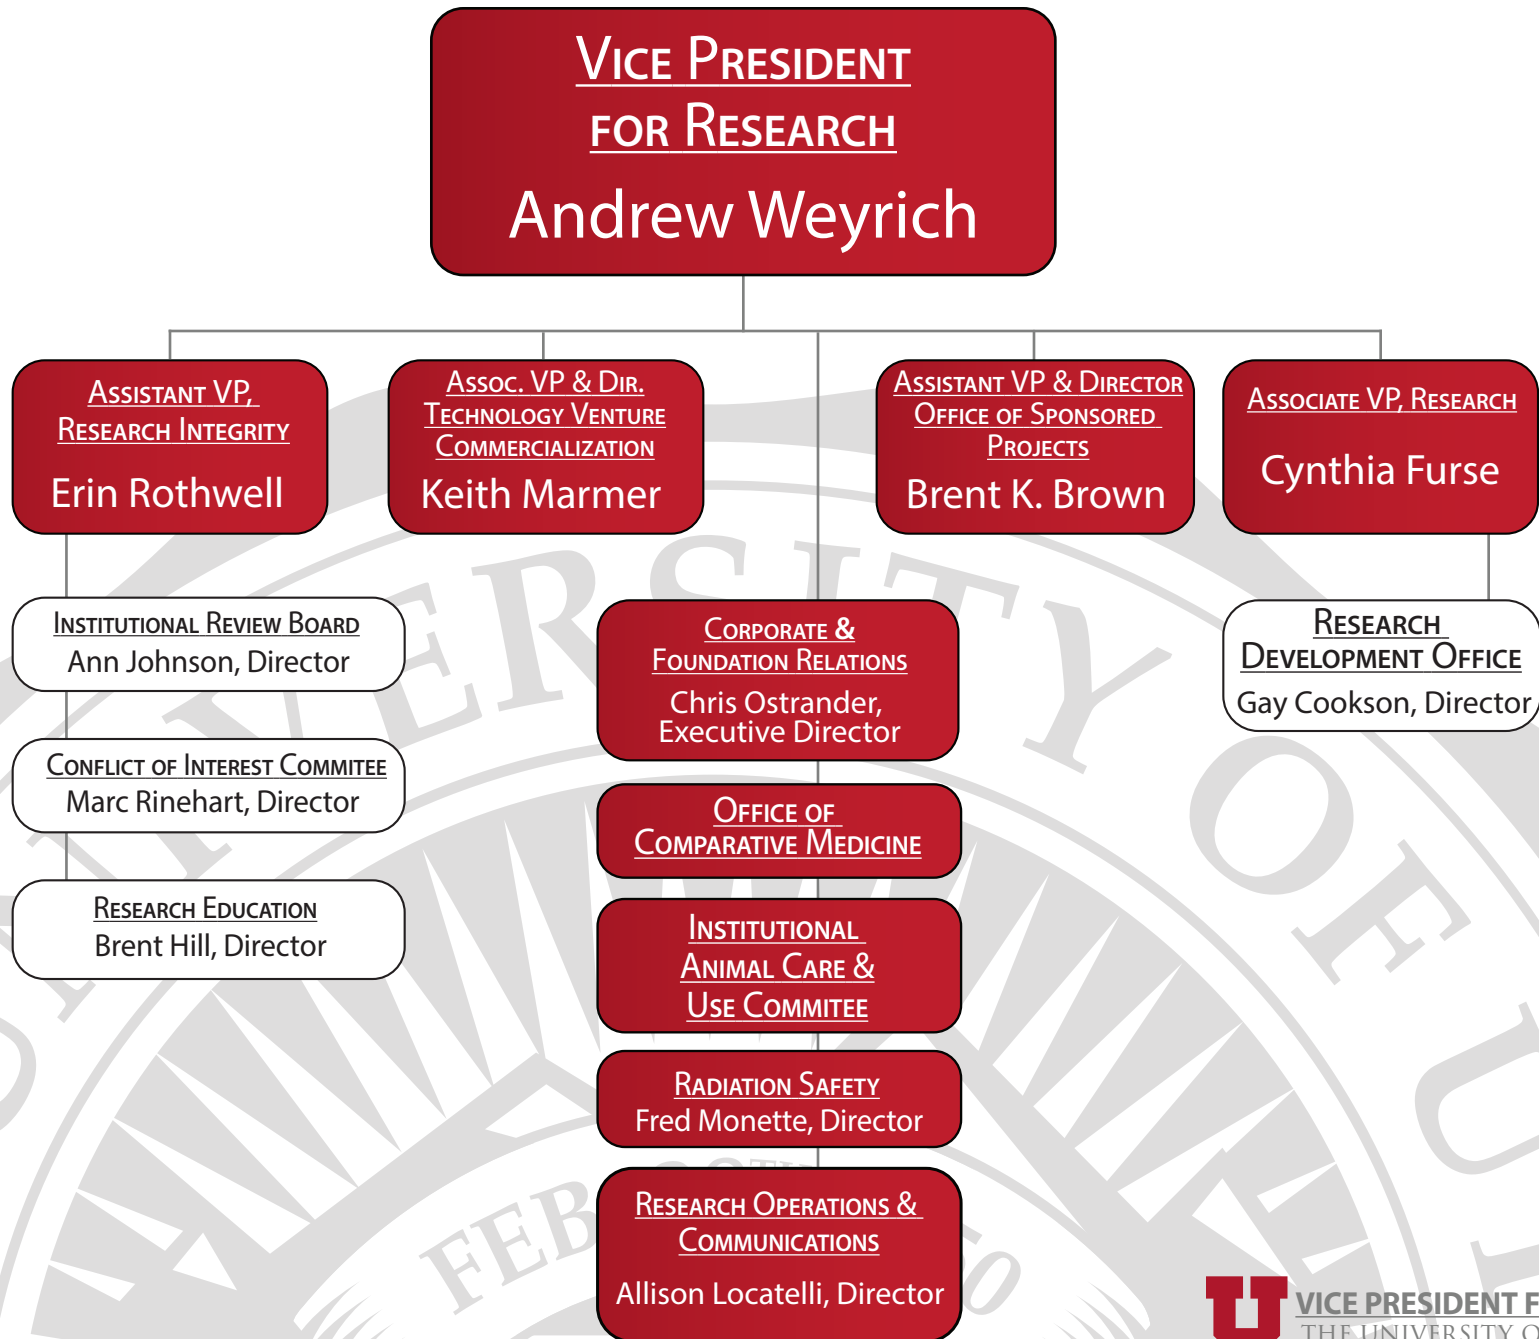 Vice President
for Research
Andrew Weyrich
Assistant VP,
Research Integrity
Erin Rothwell
Assoc. VP & Dir.
Technology Venture
Commercialization
Keith Marmer
Assistant VP & Director
Office of Sponsored
Projects
Brent K. Brown
Associate VP, Research
Cynthia Furse
Institutional Review Board
Ann Johnson, Director
Conflict of Interest Commitee
Marc Rinehart, Director
Research Education
Brent Hill, Director
Corporate &
Foundation Relations
Chris Ostrander,
Executive Director
Office of
Comparative Medicine
Institutional
Animal Care &
Use Commitee
Radiation Safety
Fred Monette, Director
Research Operations &
Communications
Allison Locatelli, Director
Research
Development Office
Gay Cookson, Director
U
VICE PRESIDENT F
THE UNIVERSITY O